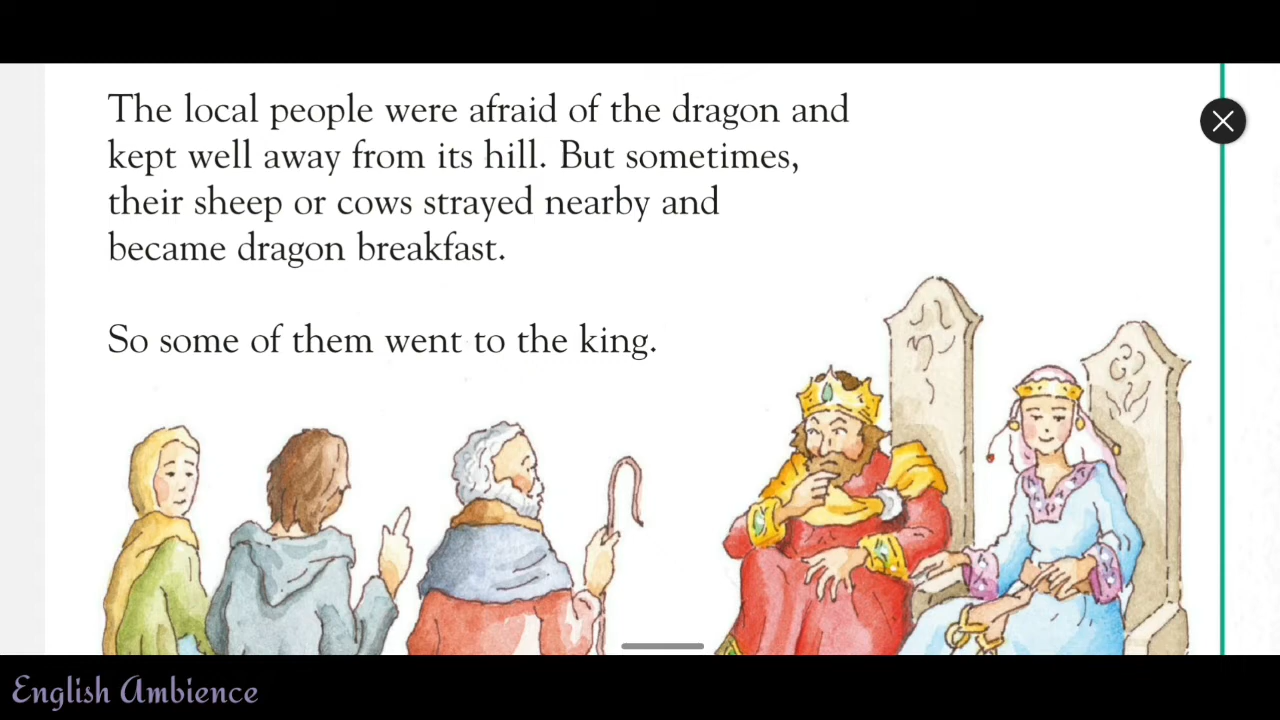 The local people were afraid of the dragon and
kept well away from its hill. But sometimes,
their sheep or cows strayed nearby and
became dragon breakfast.
So some of them went to the king.
English Ambience